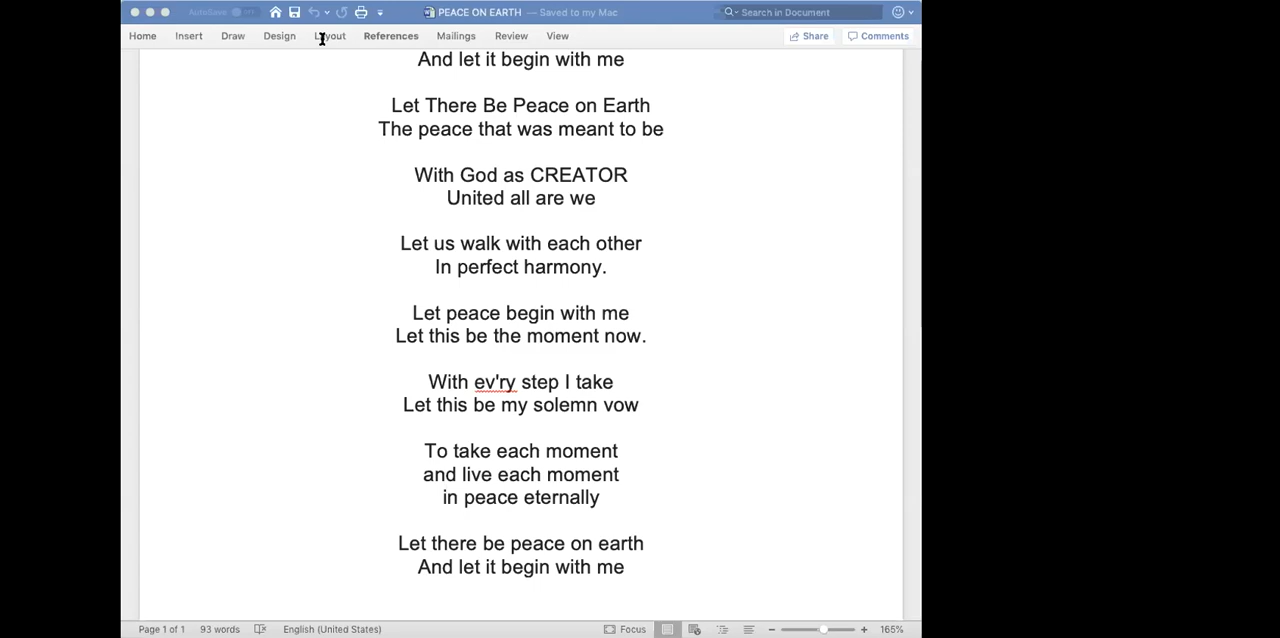 AutoSave OFF PEACE ON EARTH — Saved to my Mac Search in Document
Home Insert Draw Design Layout References Mailings Review View Share Comments
And let it begin with me
Let There Be Peace on Earth
The peace that was meant to be
With God as CREATOR
United all are we
Let us walk with each other
In perfect harmony.
Let peace begin with me
Let this be the moment now.
With ev'ry step I take
Let this be my solemn vow
To take each moment
and live each moment
in peace eternally
Let there be peace on earth
And let it begin with me
Page 1 of 1 93 words English (United States) Focus 165%